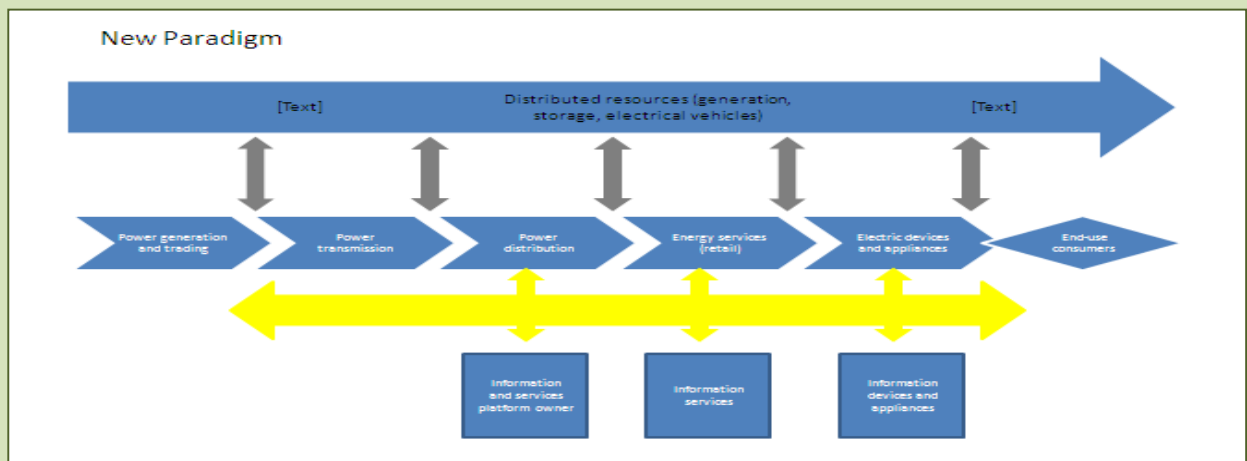 New Paradigm
[Text]
Distributed resources (generation,
storage, electrical vehicles)
[Text]
Power generation
and trading
Power
transmission
Power
distribution
Energy services
(retail)
Electric devices
and appliances
End-use
consumers
Information
and services
platform owner
Information
services
Information
devices and
appliances